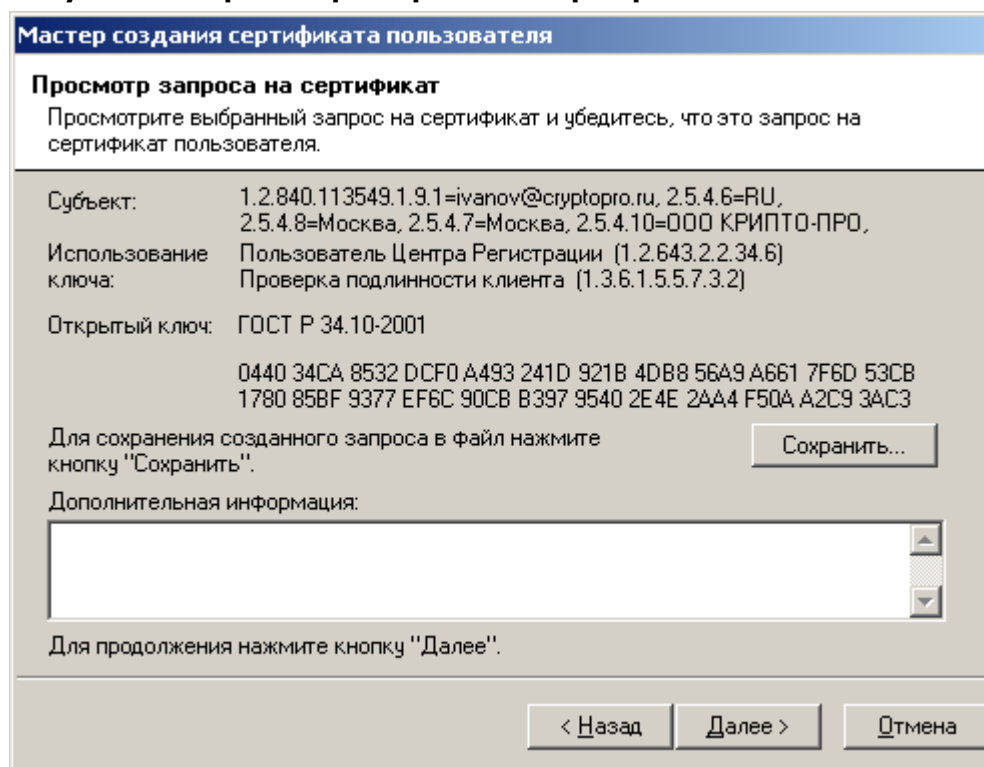 Мастер создания сертификата пользователя
Просмотр запроса на сертификат
Просмотрите выбранный запрос на сертификат и убедитесь, что это запрос на
сертификат пользователя.
Субъект: 1.2.840.113549.1.9.1=ivanov@cryptopro.ru, 2.5.4.6=RU,
2.5.4.8=Москва, 2.5.4.7=Москва, 2.5.4.10=ООО КРИПТО-ПРО,
Использование Пользователь Центра Регистрации (1.2.643.2.2.34.6)
ключа: Проверка подлинности клиента (1.3.6.1.5.5.7.3.2)
Открытый ключ: ГОСТ Р 34.10-2001
0440 34CA 8532 DCF0 A493 241D 921B 4DB8 56A9 A661 7F6D 53CB
1780 85BF 9377 EF6C 90CB B397 9540 2E4E 2AA4 F50A A2C9 3AC3
Для сохранения созданного запроса в файл нажмите
кнопку "Сохранить".
Сохранить...
Дополнительная информация:
Для продолжения нажмите кнопку "Далее".
< Назад Далее > Отмена